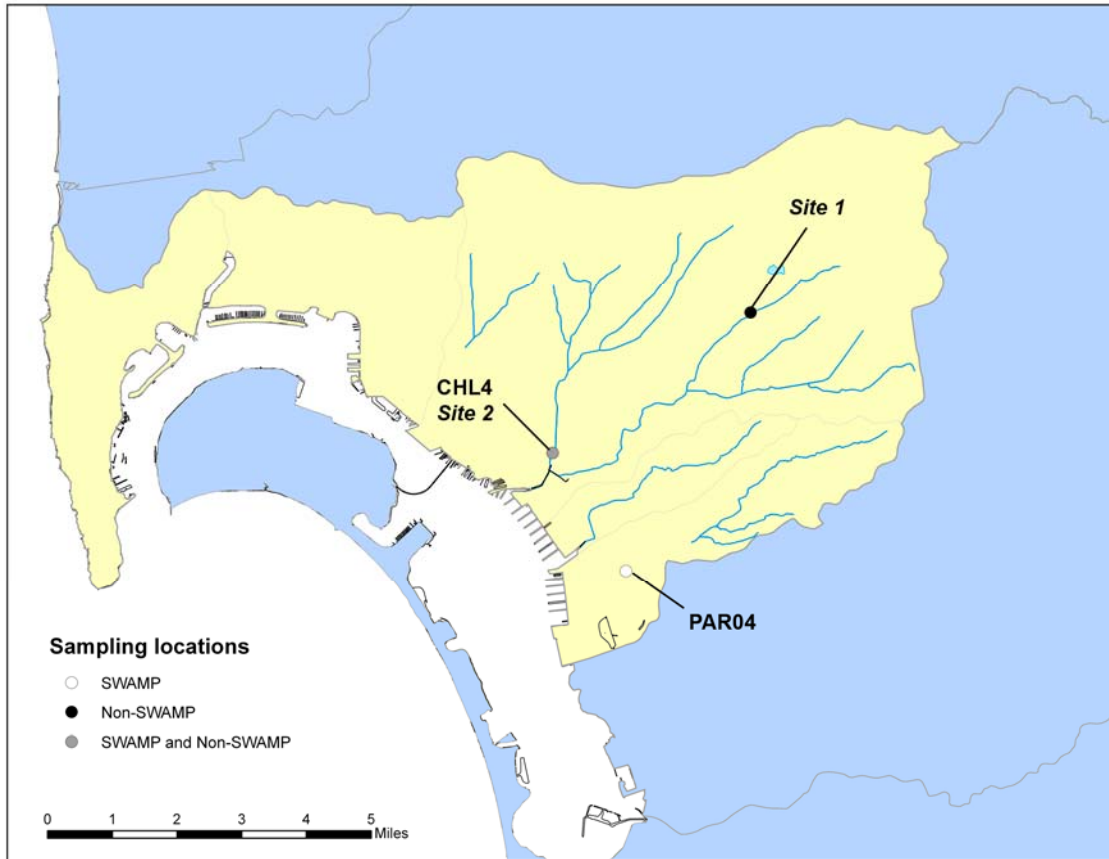 Site 1
CHL4
Site 2
PAR04
Sampling locations
SWAMP
Non-SWAMP
SWAMP and Non-SWAMP
0 1 2 3 4 5
Miles